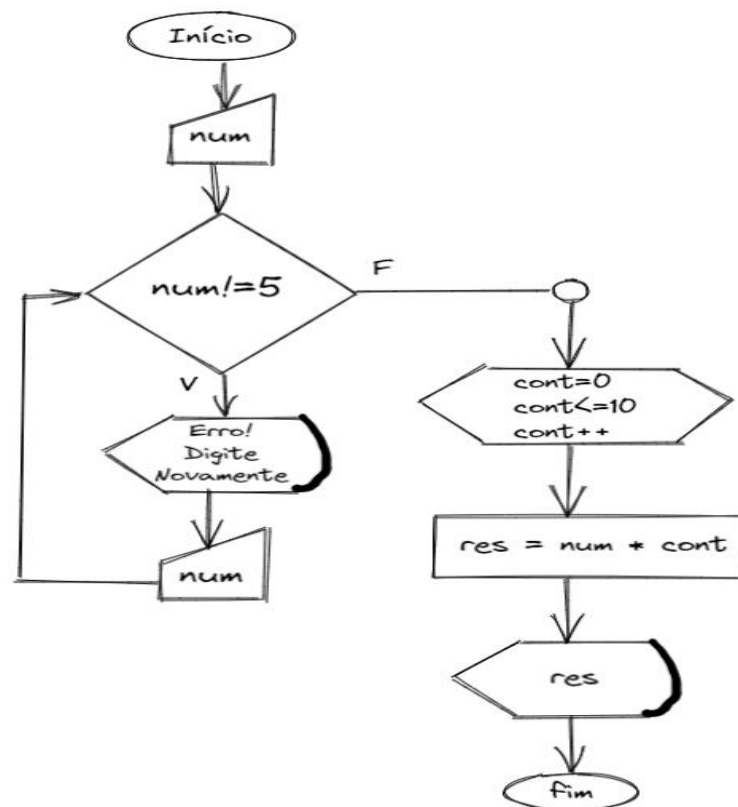 Início
num
num!=5
F
V
Erro!
Digite
Novamente
num
cont=0
cont<=10
cont++
res = num * cont
res
fim